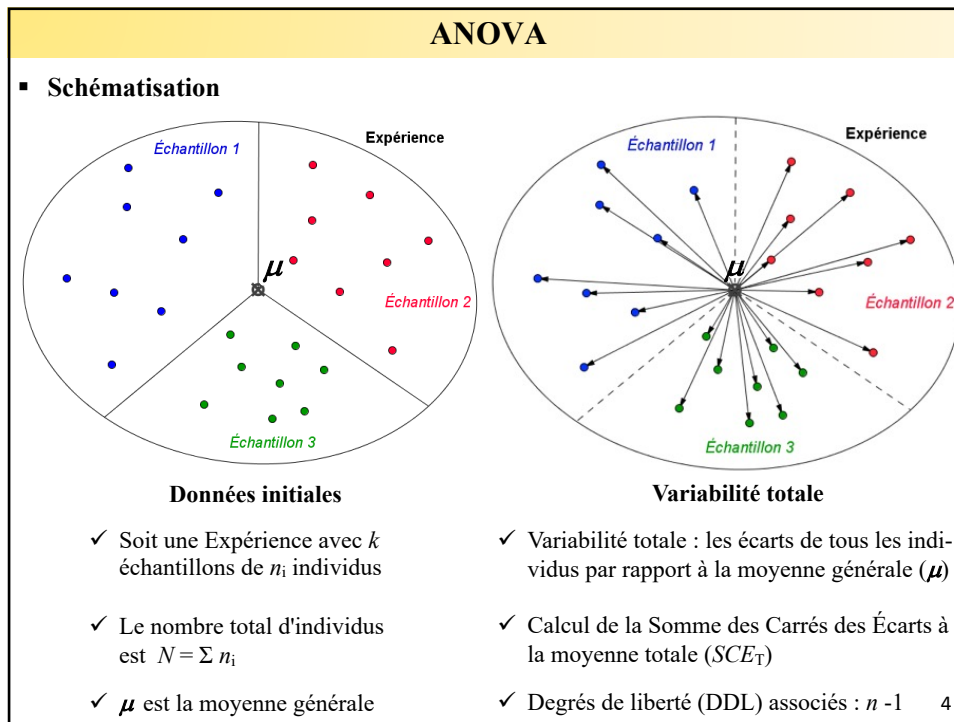 ANOVA
▪ Schématisation
Échantillon 1
Expérience
μ
Échantillon 2
Échantillon 3
Échantillon 1
Expérience
μ
Échantillon 2
Échantillon 3
Données initiales
✓ Soit une Expérience avec k
échantillons de nᵢ individus
✓ Le nombre total d'individus
est N = Σ nᵢ
✓ μ est la moyenne générale
Variabilité totale
✓ Variabilité totale : les écarts de tous les indi-
vidus par rapport à la moyenne générale (μ)
✓ Calcul de la Somme des Carrés des Écarts à
la moyenne totale (SCE_T)
✓ Degrés de liberté (DDL) associés : n -1
4